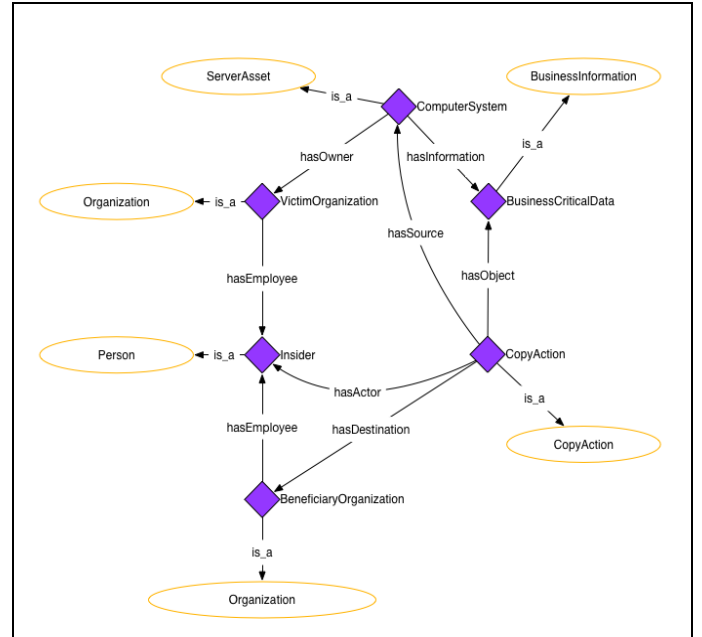 ServerAsset
BusinessInformation
is_a
ComputerSystem
is_a
hasOwner
hasInformation
Organization
is_a
VictimOrganization
BusinessCriticalData
hasSource
hasEmployee
hasObject
Person
is_a
Insider
CopyAction
hasActor
is_a
hasEmployee
hasDestination
CopyAction
BeneficiaryOrganization
is_a
Organization